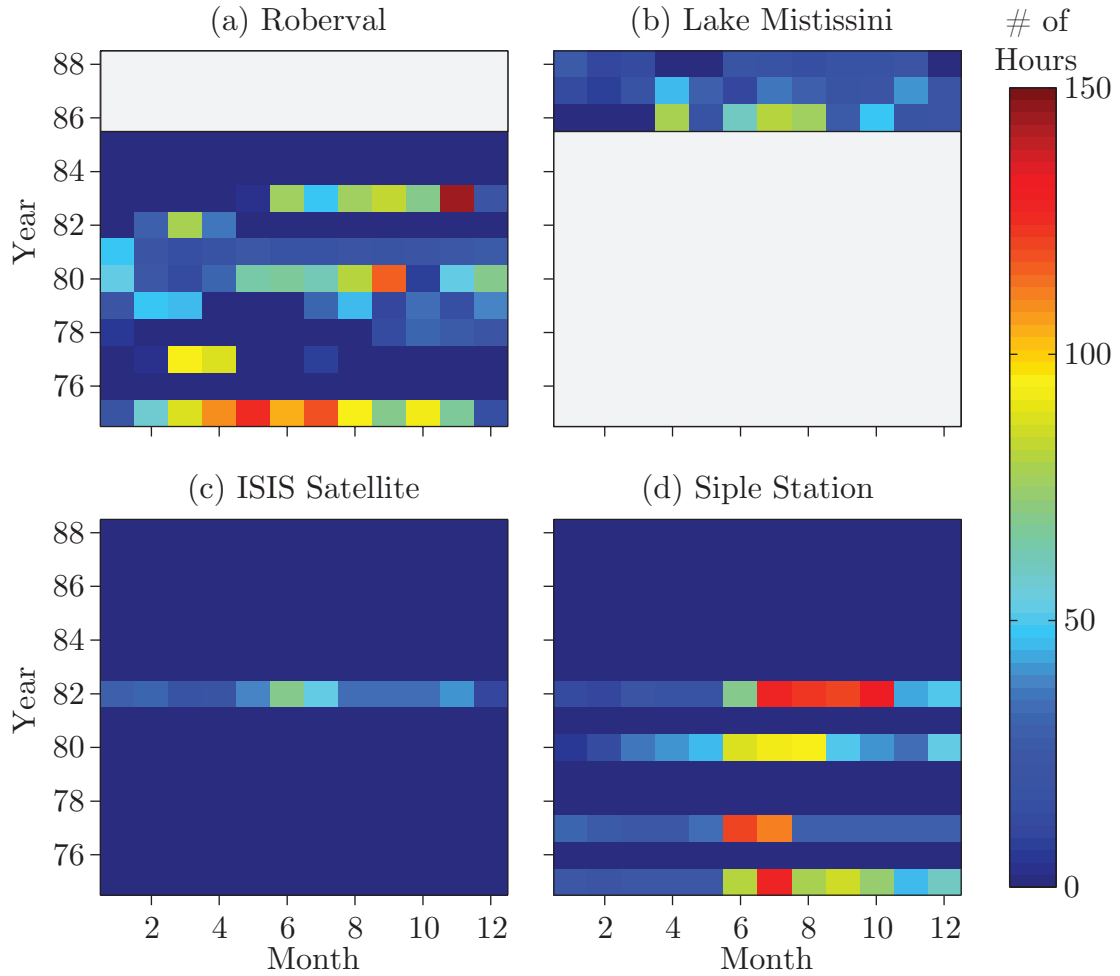 (a) Roberval
(b) Lake Mistissini
# of
Hours
88
86
84
82
80
78
76
Year
150
100
50
0
(c) ISIS Satellite
(d) Siple Station
88
86
84
82
80
78
76
Year
2 4 6 8 10 12
Month
2 4 6 8 10 12
Month